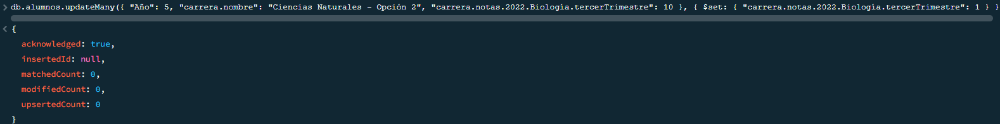 > db.alumnos.updateMany({ "Año": 5, "carrera.nombre": "Ciencias Naturales - Opción 2", "carrera.notas.2022.Biología.tercerTrimestre": 10 }, { $set: { "carrera.notas.2022.Biología.tercerTrimestre": 1 } }
< {
acknowledged: true,
insertedId: null,
matchedCount: 0,
modifiedCount: 0,
upsertedCount: 0
}